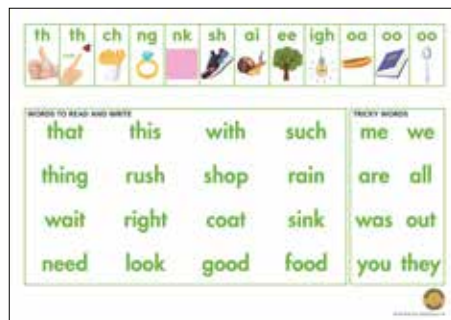 th th ch ng nk sh ai ee igh oa oo oo
WORDS TO READ AND WRITE
that this with such
thing rush shop rain
wait right coat sink
need look good food
TRICKY WORDS
me we
are all
was out
you they